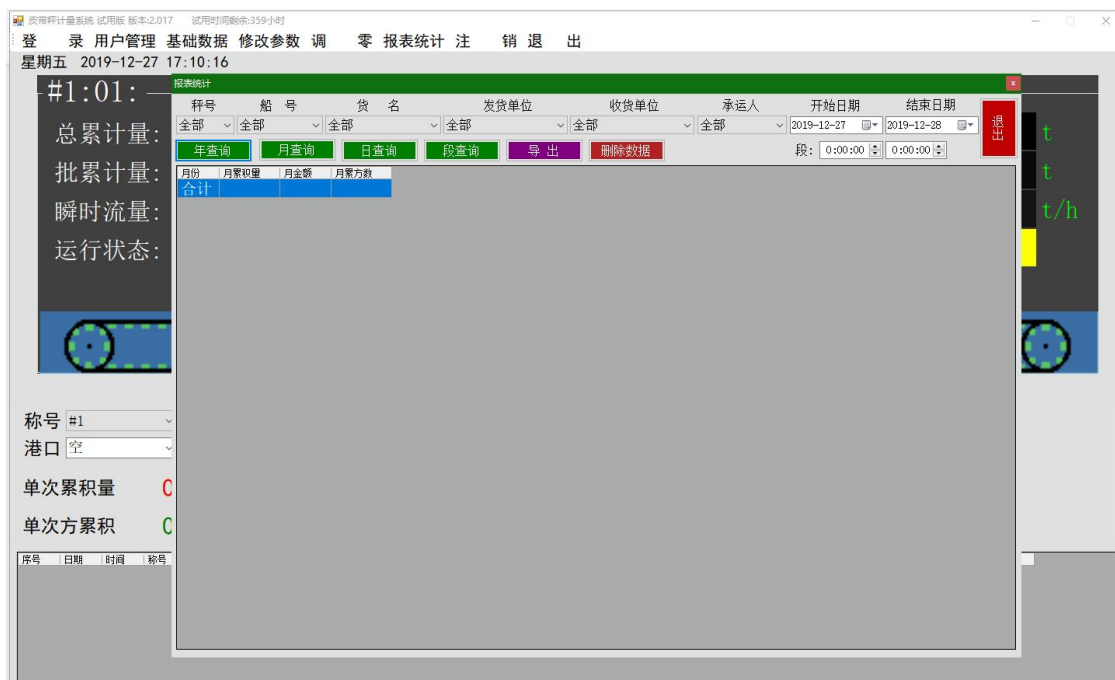 皮带秤计量系统 试用版 版本:2.017 试用时间剩余:359小时
登 录 用户管理 基础数据 修改参数 调 零 报表统计 注 销 退 出
星期五 2019-12-27 17:10:16
报表统计
#1:01:
秤号 船 号 货 名 发货单位 收货单位 承运人 开始日期 结束日期
全部 全部 全部 全部 全部 全部 2019-12-27 2019-12-28
退出
年查询 月查询 日查询 段查询 导 出 删除数据 段: 0:00:00 0:00:00
月份 月累积量 月金额 月累方数
合计
总累计量: t
批累计量: t
瞬时流量: t/h
运行状态:
称号 #1
港口 空
单次累积量
单次方累积
序号 日期 时间 称号